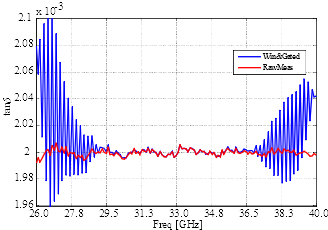 x 10⁻³
2.1
2.08
2.06
2.04
2.02
2
1.98
1.96
tanδ
Win&Gated
RawMeas
26.0 27.8 29.5 31.3 33.0 34.8 36.5 38.3 40.0
Freq [GHz]